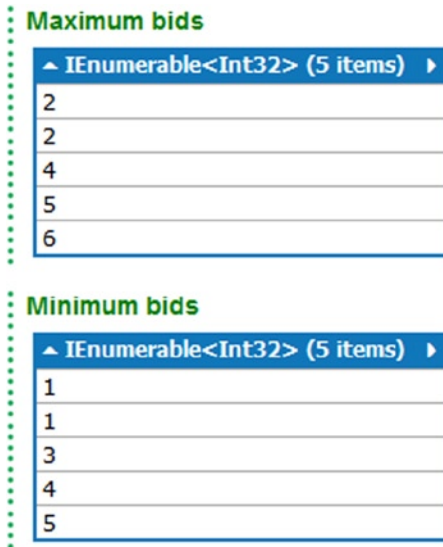 Maximum bids
▲ IEnumerable<Int32> (5 items) ▶
2
2
4
5
6
Minimum bids
▲ IEnumerable<Int32> (5 items) ▶
1
1
3
4
5